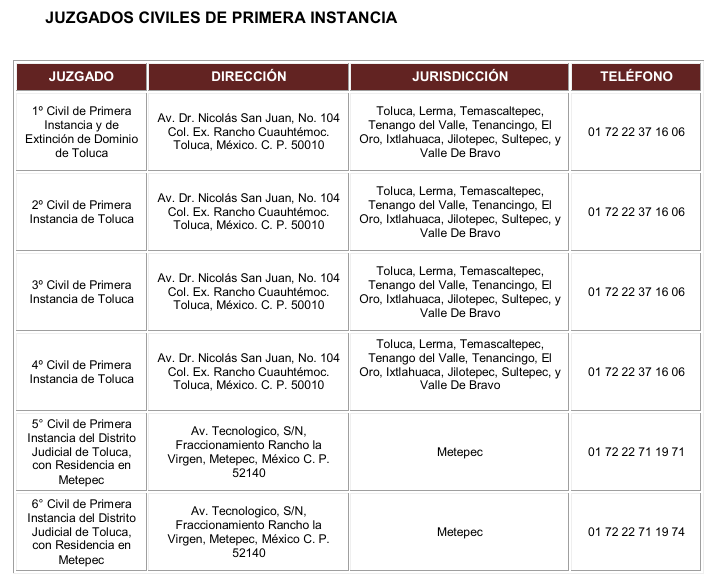 JUZGADOS CIVILES DE PRIMERA INSTANCIA
JUZGADO
DIRECCIÓN
JURISDICCIÓN
TELÉFONO
1º Civil de Primera
Instancia y de
Extinción de Dominio
de Toluca
Av. Dr. Nicolás San Juan, No. 104
Col. Ex. Rancho Cuauhtémoc.
Toluca, México. C. P. 50010
Toluca, Lerma, Temascaltepec,
Tenango del Valle, Tenancingo, El
Oro, Ixtlahuaca, Jilotepec, Sultepec, y
Valle De Bravo
01 72 22 37 16 06
2º Civil de Primera
Instancia de Toluca
Av. Dr. Nicolás San Juan, No. 104
Col. Ex. Rancho Cuauhtémoc.
Toluca, México. C. P. 50010
Toluca, Lerma, Temascaltepec,
Tenango del Valle, Tenancingo, El
Oro, Ixtlahuaca, Jilotepec, Sultepec, y
Valle De Bravo
01 72 22 37 16 06
3º Civil de Primera
Instancia de Toluca
Av. Dr. Nicolás San Juan, No. 104
Col. Ex. Rancho Cuauhtémoc.
Toluca, México. C. P. 50010
Toluca, Lerma, Temascaltepec,
Tenango del Valle, Tenancingo, El
Oro, Ixtlahuaca, Jilotepec, Sultepec, y
Valle De Bravo
01 72 22 37 16 06
4º Civil de Primera
Instancia de Toluca
Av. Dr. Nicolás San Juan, No. 104
Col. Ex. Rancho Cuauhtémoc.
Toluca, México. C. P. 50010
Toluca, Lerma, Temascaltepec,
Tenango del Valle, Tenancingo, El
Oro, Ixtlahuaca, Jilotepec, Sultepec, y
Valle De Bravo
01 72 22 37 16 06
5° Civil de Primera
Instancia del Distrito
Judicial de Toluca,
con Residencia en
Metepec
Av. Tecnologico, S/N,
Fraccionamiento Rancho la
Virgen, Metepec, México C. P.
52140
Metepec
01 72 22 71 19 71
6° Civil de Primera
Instancia del Distrito
Judicial de Toluca,
con Residencia en
Metepec
Av. Tecnologico, S/N,
Fraccionamiento Rancho la
Virgen, Metepec, México C. P.
52140
Metepec
01 72 22 71 19 74